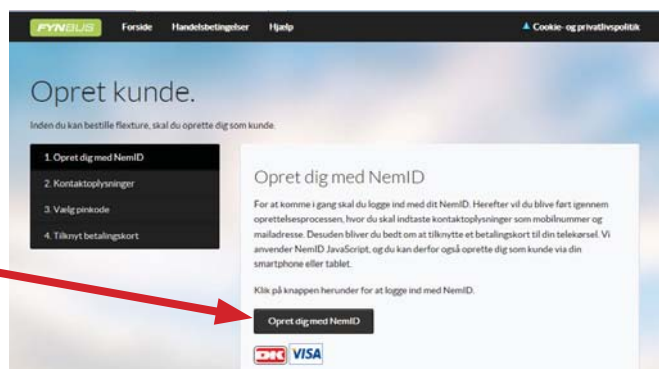 FYNBUS Forside Handelsbetingelser Hjælp Cookie- og privatlivspolitik
Opret kunde.
Inden du kan bestille flexture, skal du oprette dig som kunde.
1. Opret dig med NemID
2. Kontaktoplysninger
3. Vælg pinkode
4. Tilknyt betalingskort
Opret dig med NemID
For at komme i gang skal du logge ind med dit NemID. Herefter vil du blive ført igennem
oprettelsesprocessen, hvor du skal indtaste kontaktoplysninger som mobilnummer og
mailadresse. Desuden bliver du bedt om at tilknytte et betalingskort til din telekørsel. Vi
anvender NemID JavaScript, og du kan derfor også oprette dig som kunde via din
smartphone eller tablet.
Klik på knappen herunder for at logge ind med NemID.
Opret dig med NemID
DK VISA